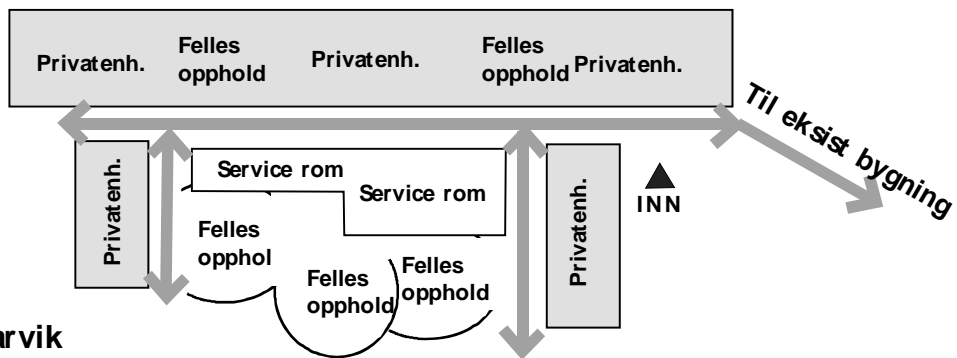 Privatenh.
Felles
opphold
Privatenh.
Felles
opphold
Privatenh.
Til eksist bygning
Privatenh.
Service rom
Service rom
Privatenh.
INN
Felles
opphol
Felles
opphold
Felles
opphold
arvik